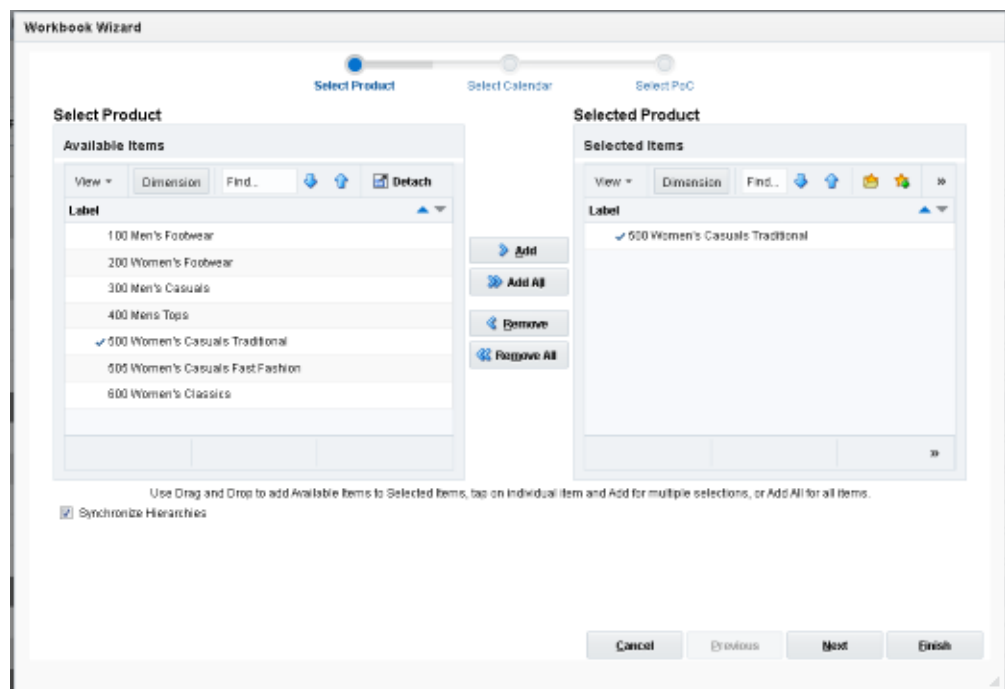 Workbook Wizard
Select Product Select Calendar Select PoC
Select Product Selected Product
Available Items Selected Items
View Dimension Find... Detach View Dimension Find... »
Label Label
100 Men's Footwear 500 Women's Casuals Traditional
200 Women's Footwear
Add
300 Men's Casuals
Add All
400 Mens Tops
Remove
500 Women's Casuals Traditional
Remove All
505 Women's Casuals Fast Fashion
600 Women's Classics
»
Use Drag and Drop to add Available Items to Selected Items, tap on individual item and Add for multiple selections, or Add All for all items.
Synchronize Hierarchies
Cancel Previous Next Finish